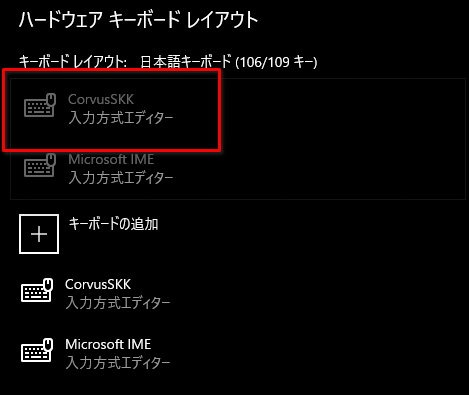 ハードウェア キーボード レイアウト
キーボード レイアウト: 日本語キーボード (106/109 キー)
CorvusSKK
入力方式エディター
Microsoft IME
入力方式エディター
キーボードの追加
CorvusSKK
入力方式エディター
Microsoft IME
入力方式エディター